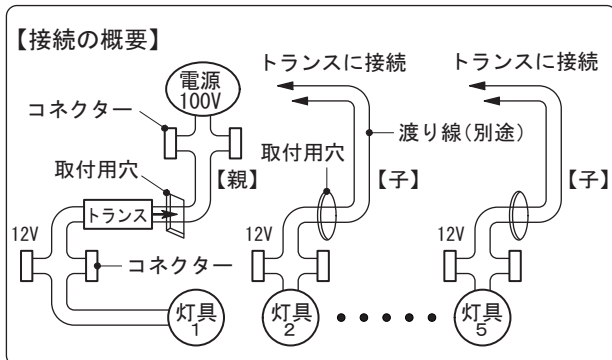 【接続の概要】
電源
100V
コネクター
取付用穴
【親】
トランス
12V
コネクター
灯具
1
トランスに接続
渡り線(別途)
取付用穴
【子】
12V
灯具
2
トランスに接続
【子】
12V
灯具
5